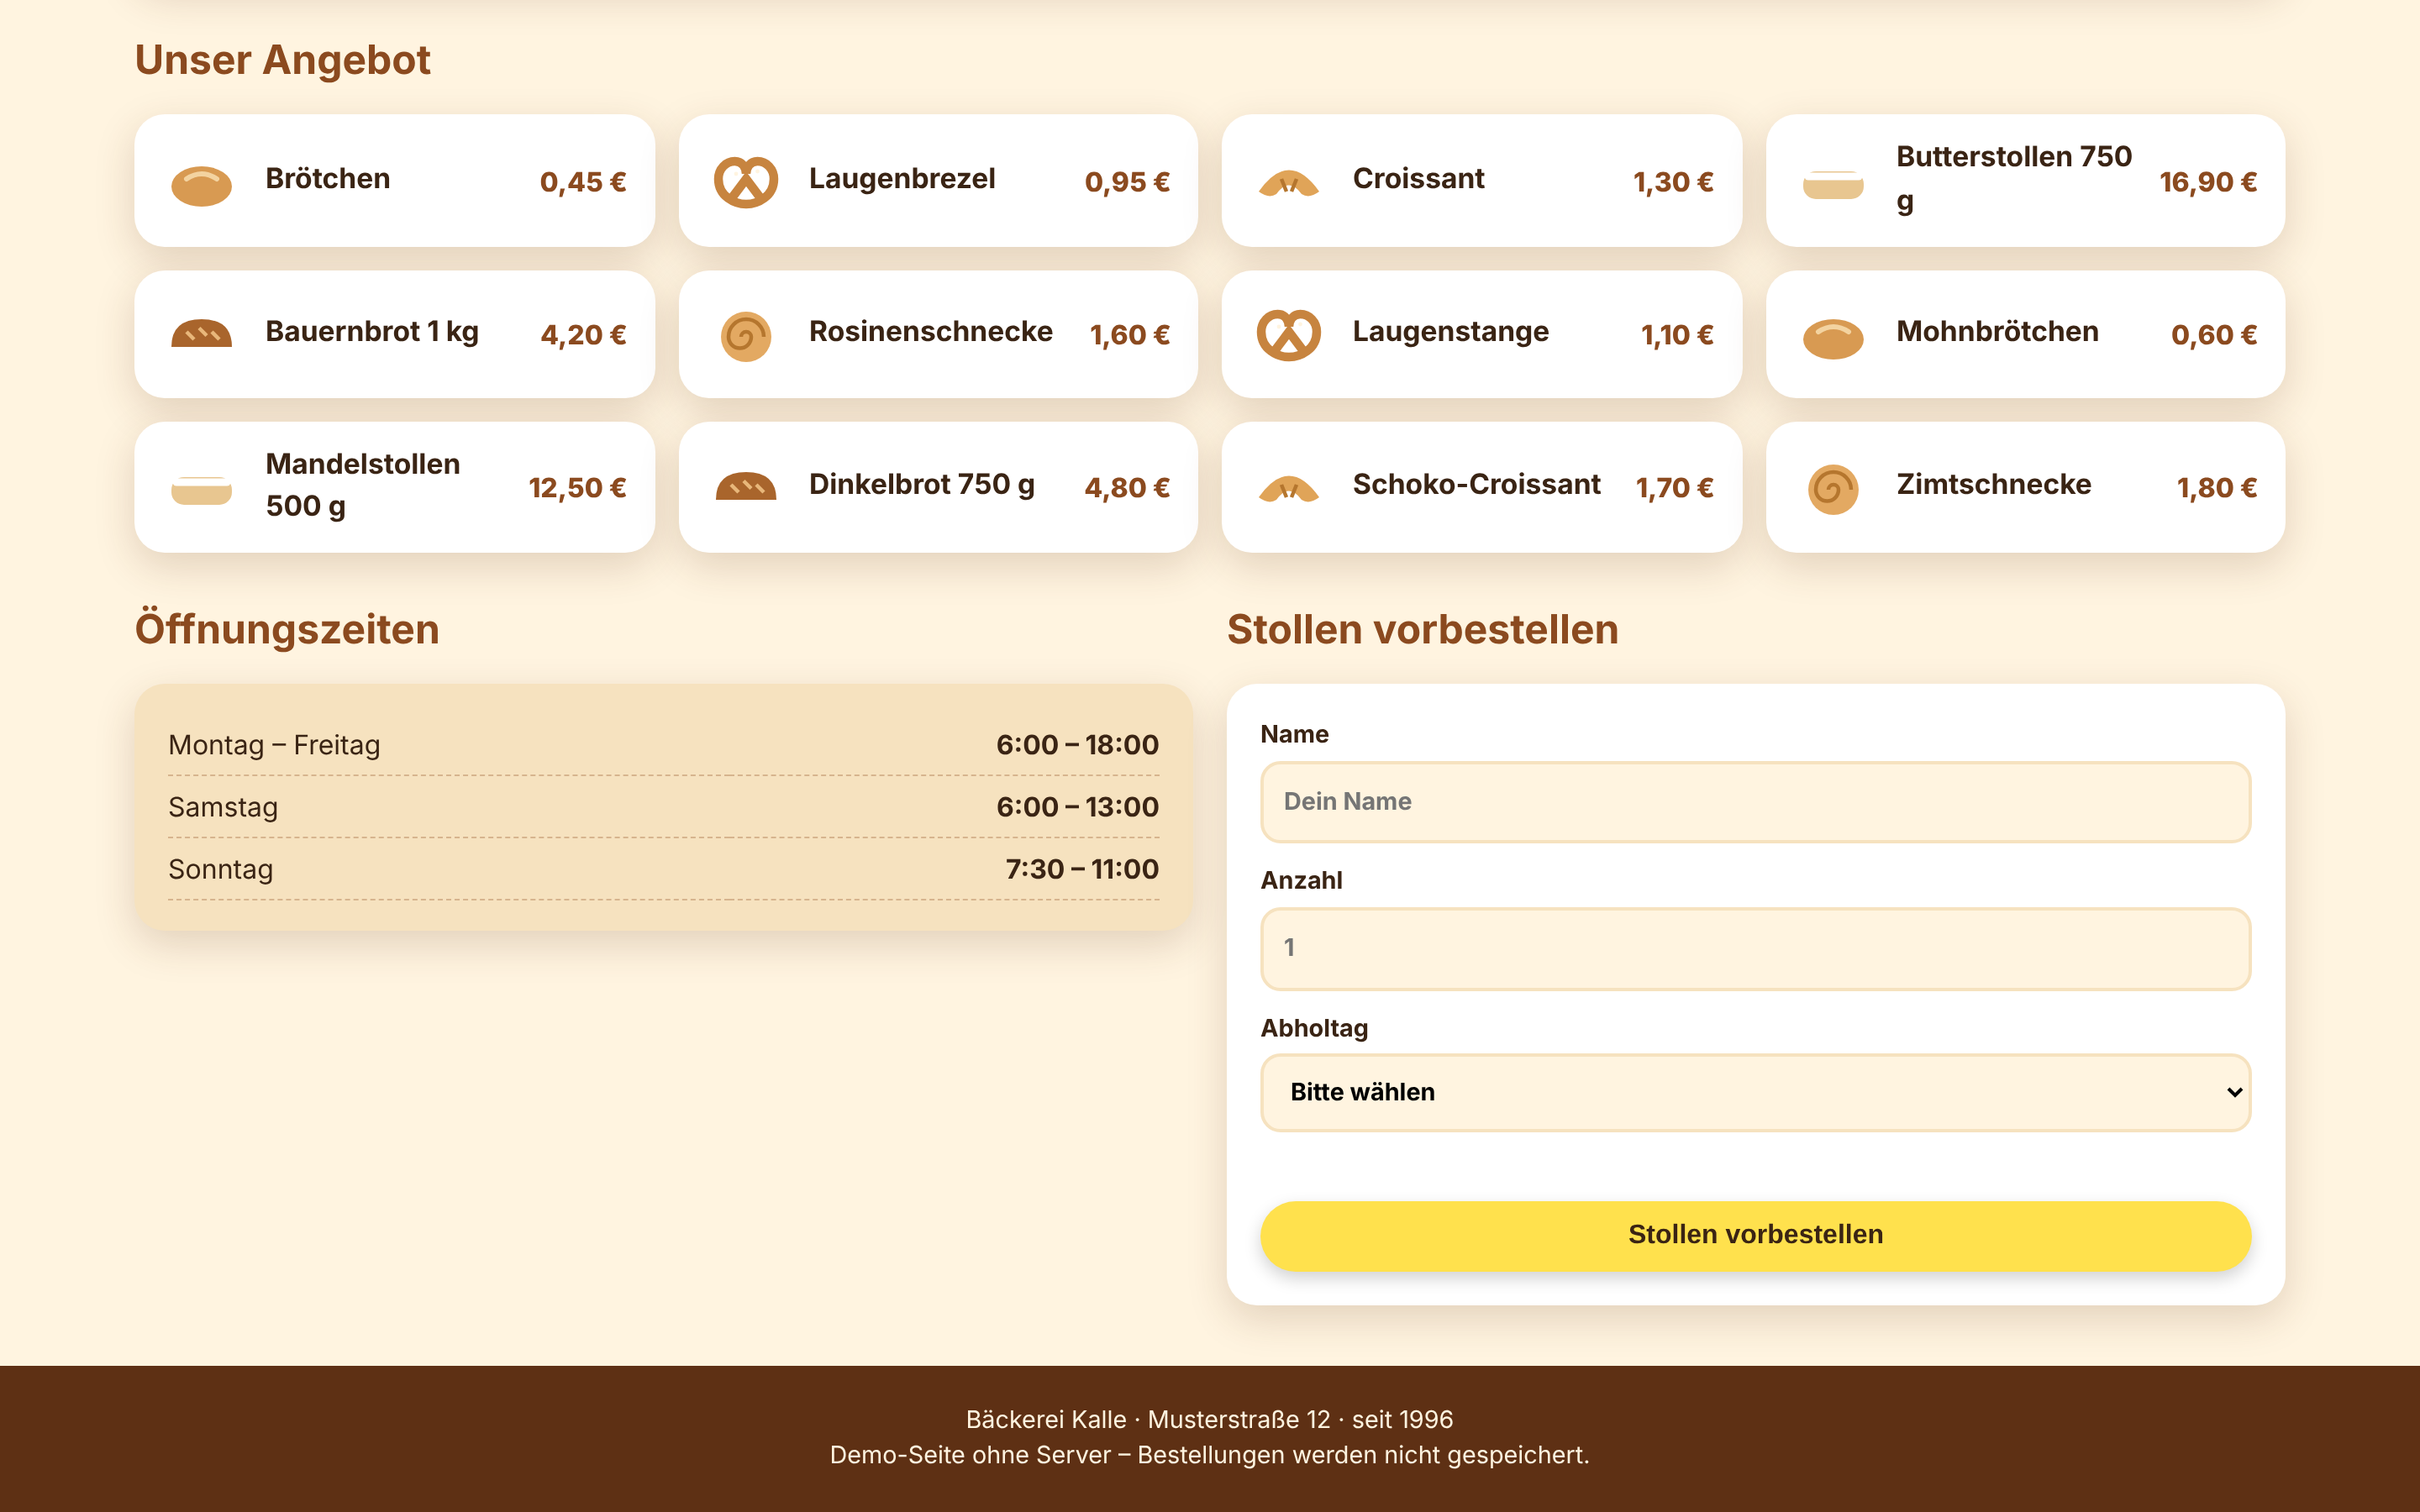 Unser Angebot
Brötchen
0,45 €
Laugenbrezel
0,95 €
Croissant
1,30 €
Butterstollen 750
g
16,90 €
Bauernbrot 1 kg
4,20 €
Rosinenschnecke
1,60 €
Laugenstange
1,10 €
Mohnbrötchen
0,60 €
Mandelstollen
500 g
12,50 €
Dinkelbrot 750 g
4,80 €
Schoko-Croissant
1,70 €
Zimtschnecke
1,80 €
Öffnungszeiten
Montag – Freitag
6:00 – 18:00
Samstag
6:00 – 13:00
Sonntag
7:30 – 11:00
Stollen vorbestellen
Name
Dein Name
Anzahl
1
Abholtag
Bitte wählen
Stollen vorbestellen
Bäckerei Kalle · Musterstraße 12 · seit 1996
Demo-Seite ohne Server – Bestellungen werden nicht gespeichert.